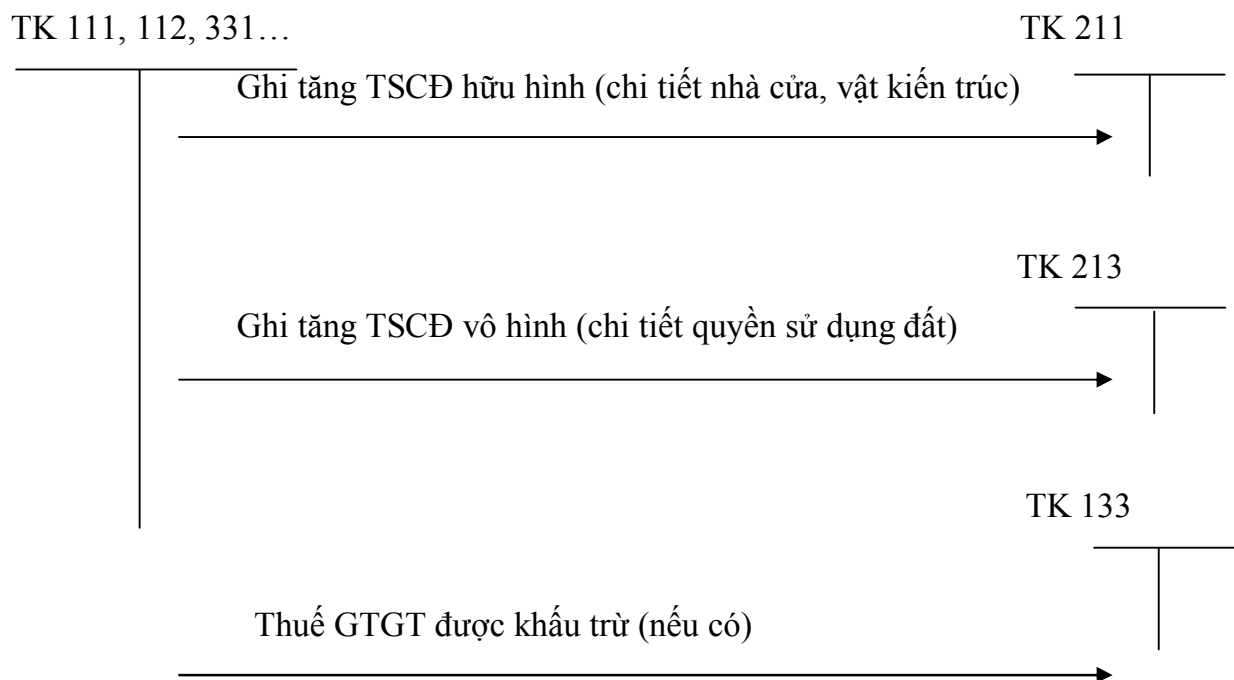 TK 111, 112, 331…
TK 211
Ghi tăng TSCĐ hữu hình (chi tiết nhà cửa, vật kiến trúc)
TK 213
Ghi tăng TSCĐ vô hình (chi tiết quyền sử dụng đất)
TK 133
Thuế GTGT được khấu trừ (nếu có)